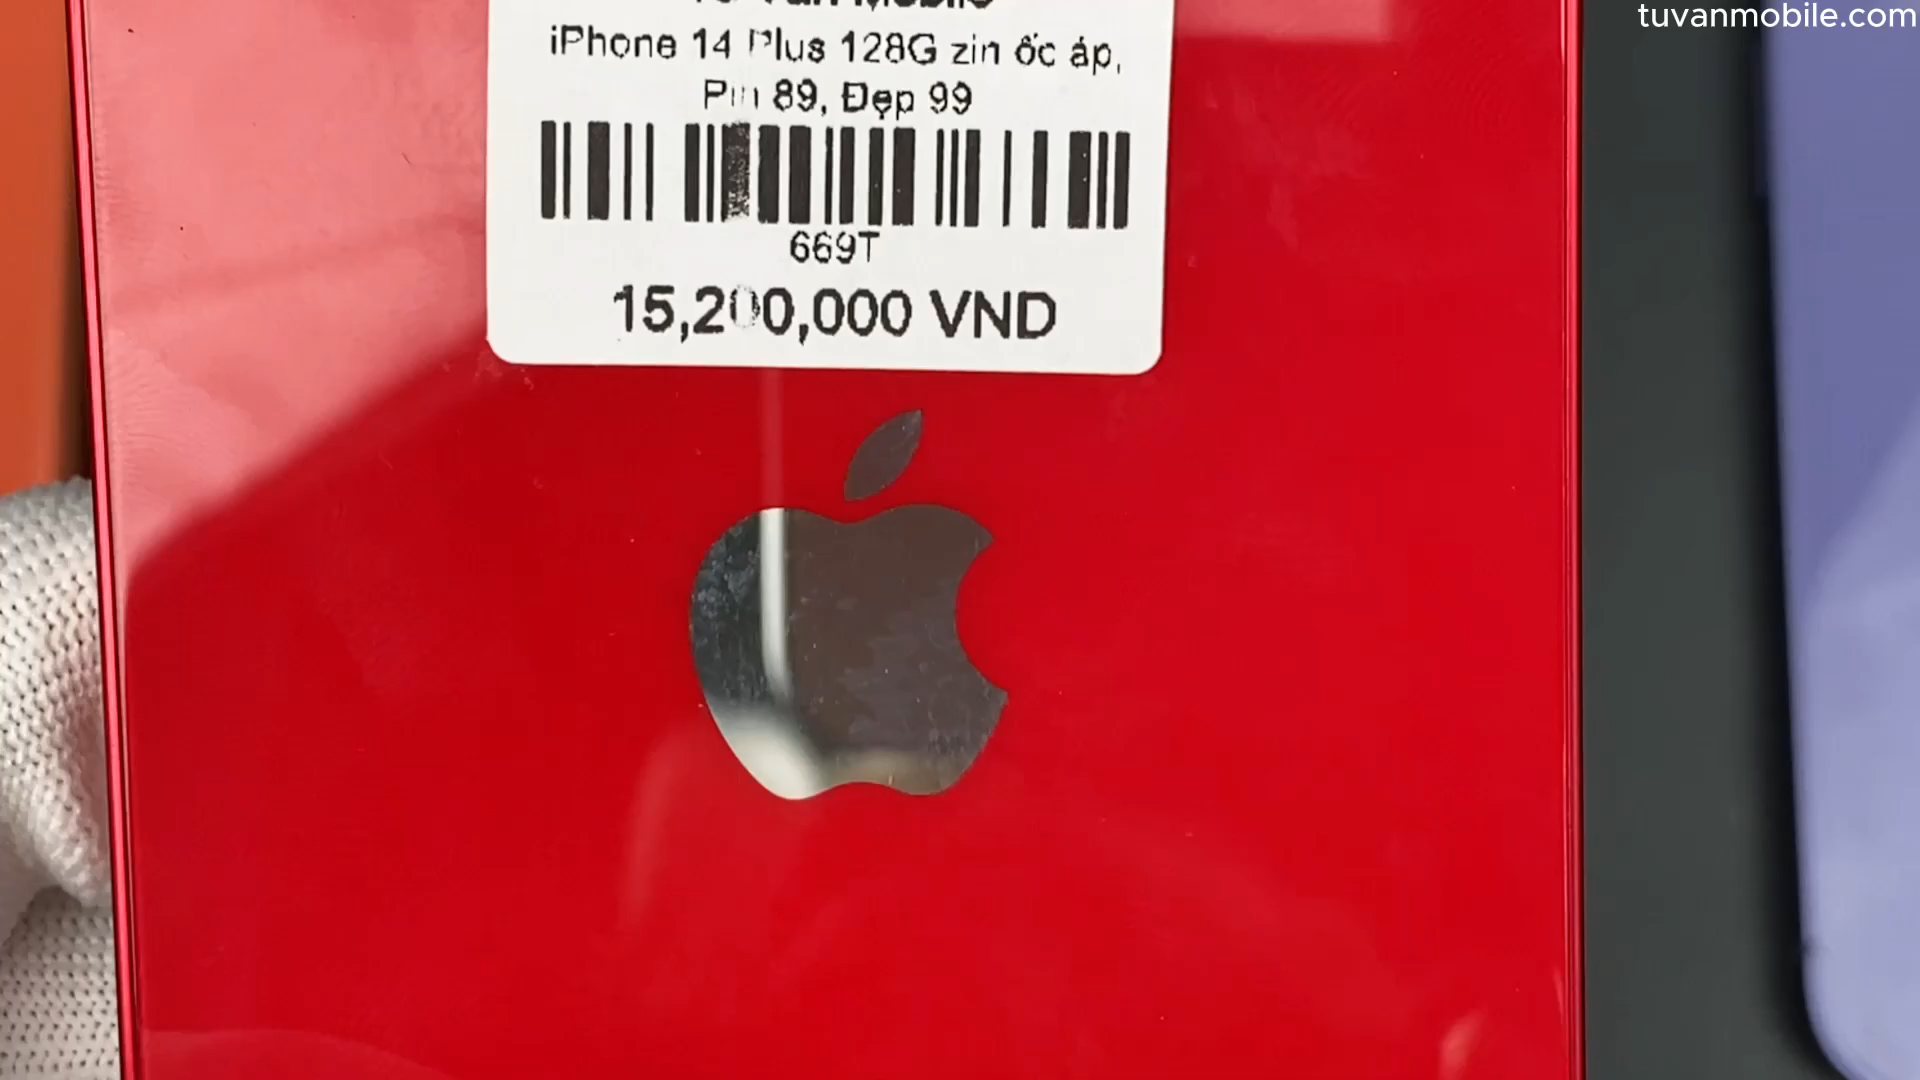 tuvanmobile.com
iPhone 14 Plus 128G zin ốc áp,
Pin 89, Đẹp 99
669T
15,200,000 VND